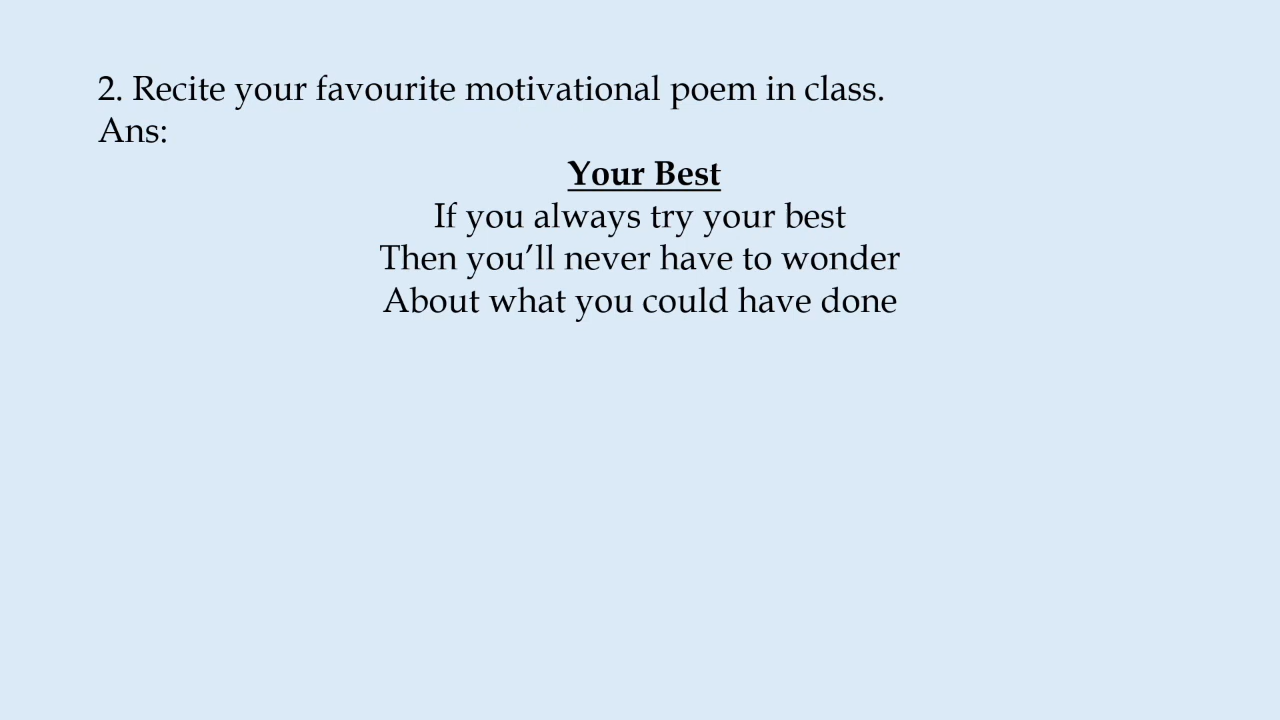 2. Recite your favourite motivational poem in class.
Ans:
Your Best
If you always try your best
Then you’ll never have to wonder
About what you could have done